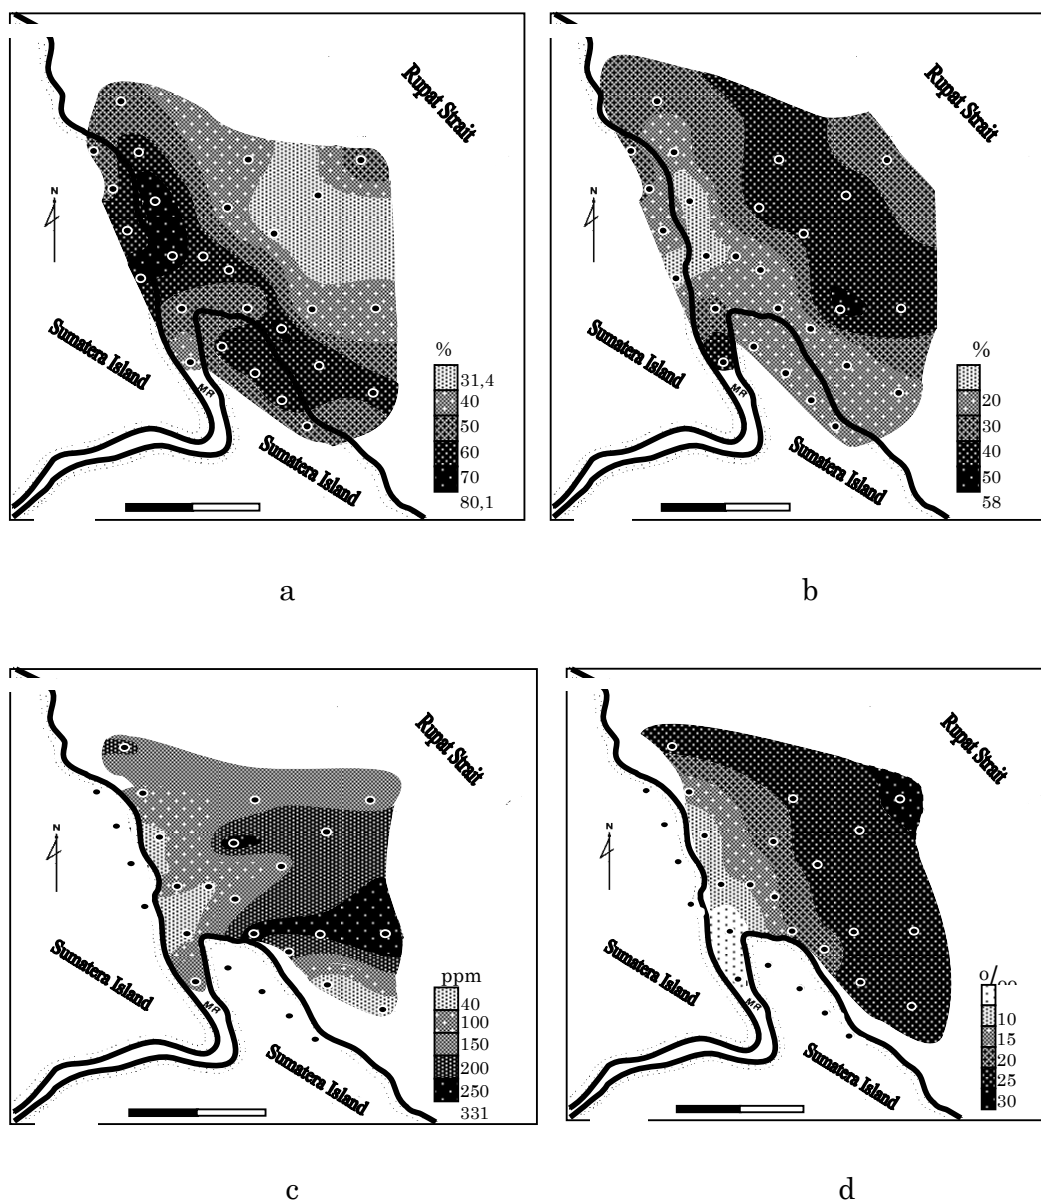 Rupat Strait
N
Sumatera Island
MR
Sumatera Island
%
31,4
40
50
60
70
80,1
a
Rupat Strait
N
Sumatera Island
MR
Sumatera Island
%
20
30
40
50
58
b
Rupat Strait
N
Sumatera Island
MR
Sumatera Island
ppm
40
100
150
200
250
331
c
Rupat Strait
N
Sumatera Island
MR
Sumatera Island
o/
10
15
20
25
30
d